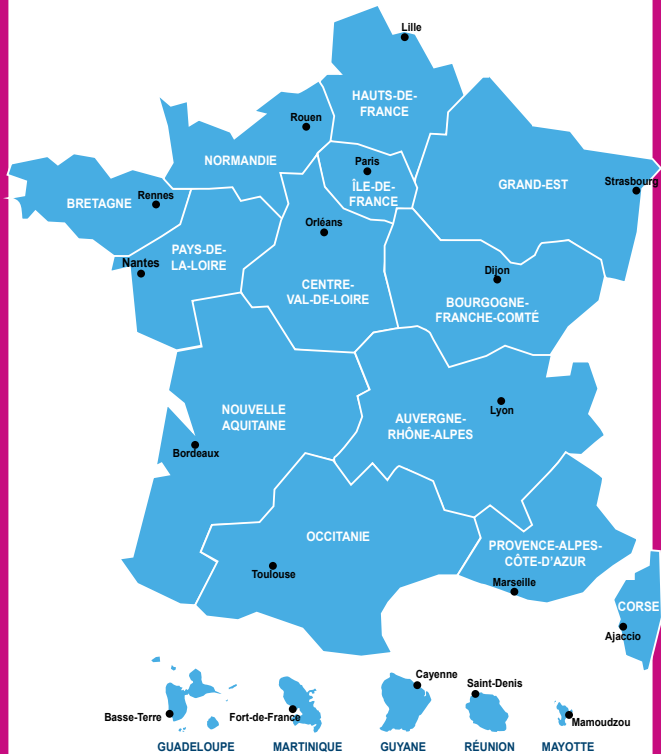 Lille
HAUTS-DE-
FRANCE
Rouen
NORMANDIE
Paris
ÎLE-DE-
FRANCE
GRAND-EST
Strasbourg
BRETAGNE
Rennes
Orléans
PAYS-DE-
LA-LOIRE
Nantes
CENTRE-
VAL-DE-LOIRE
Dijon
BOURGOGNE-
FRANCHE-COMTÉ
NOUVELLE
AQUITAINE
Bordeaux
AUVERGNE-
RHÔNE-ALPES
Lyon
OCCITANIE
Toulouse
PROVENCE-ALPES-
CÔTE-D'AZUR
Marseille
CORSE
Ajaccio
Basse-Terre
GUADELOUPE
Fort-de-France
MARTINIQUE
Cayenne
GUYANE
Saint-Denis
RÉUNION
Mamoudzou
MAYOTTE